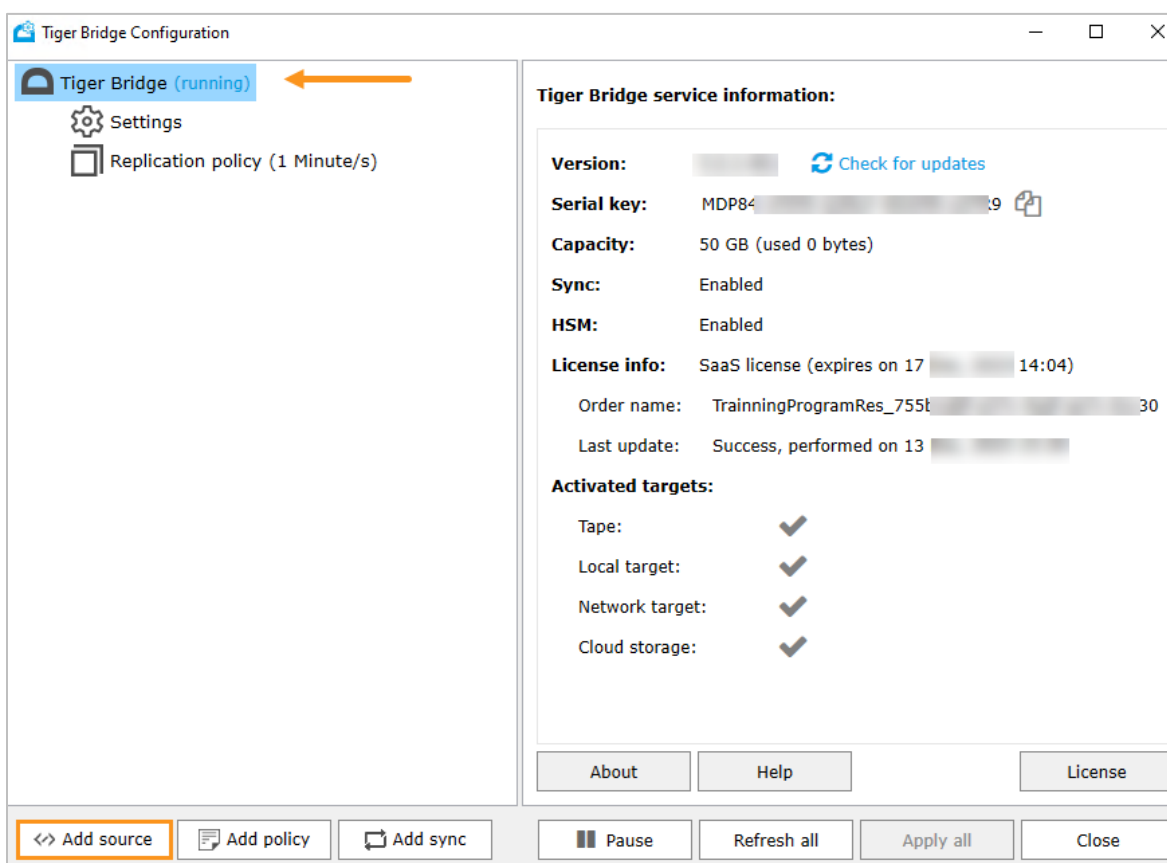 Tiger Bridge Configuration
Tiger Bridge (running)
Settings
Replication policy (1 Minute/s)
Tiger Bridge service information:
Version: Check for updates
Serial key: MDP84 9
Capacity: 50 GB (used 0 bytes)
Sync: Enabled
HSM: Enabled
License info: SaaS license (expires on 17 14:04)
Order name: TrainningProgramRes_755 30
Last update: Success, performed on 13
Activated targets:
Tape:
Local target:
Network target:
Cloud storage:
About Help License
Add source Add policy Add sync Pause Refresh all Apply all Close